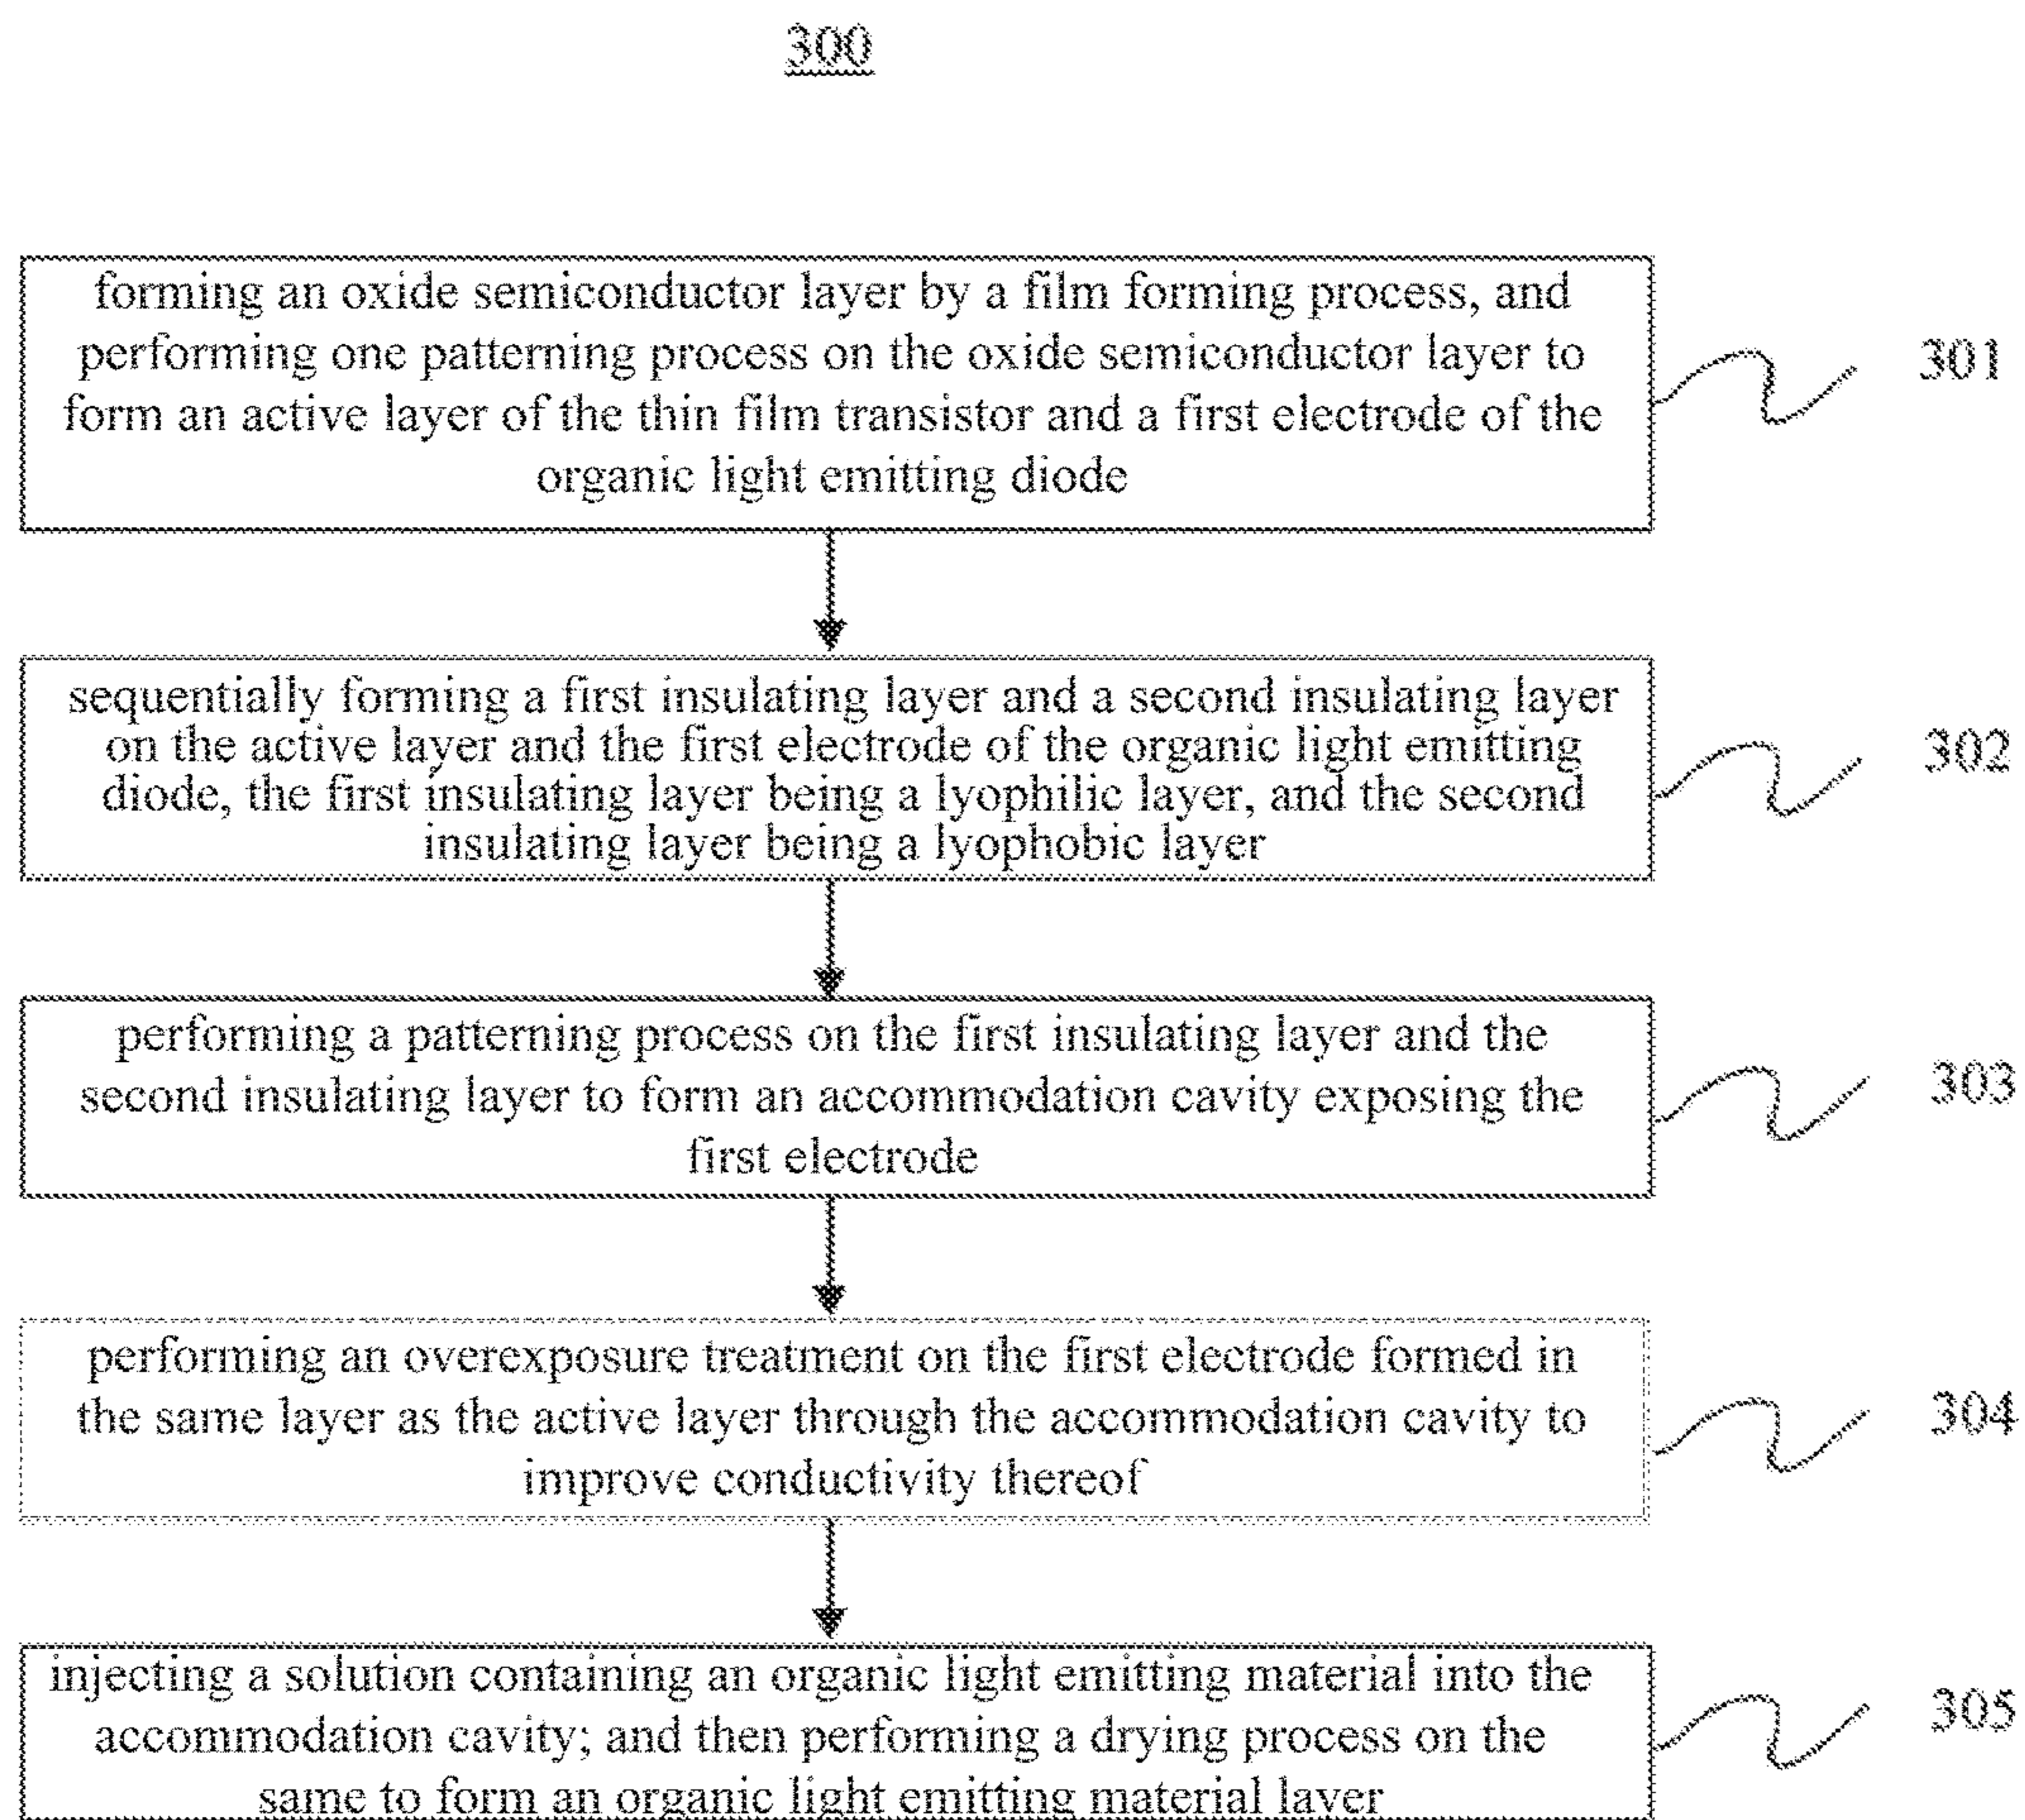 300
forming an oxide semiconductor layer by a film forming process, and
performing one patterning process on the oxide semiconductor layer to
form an active layer of the thin film transistor and a first electrode of the
organic light emitting diode
301
sequentially forming a first insulating layer and a second insulating layer
on the active layer and the first electrode of the organic light emitting
diode, the first insulating layer being a lyophilic layer, and the second
insulating layer being a lyophobic layer
302
performing a patterning process on the first insulating layer and the
second insulating layer to form an accommodation cavity exposing the
first electrode
303
performing an overexposure treatment on the first electrode formed in
the same layer as the active layer through the accommodation cavity to
improve conductivity thereof
304
injecting a solution containing an organic light emitting material into the
accommodation cavity; and then performing a drying process on the
same to form an organic light emitting material layer
305